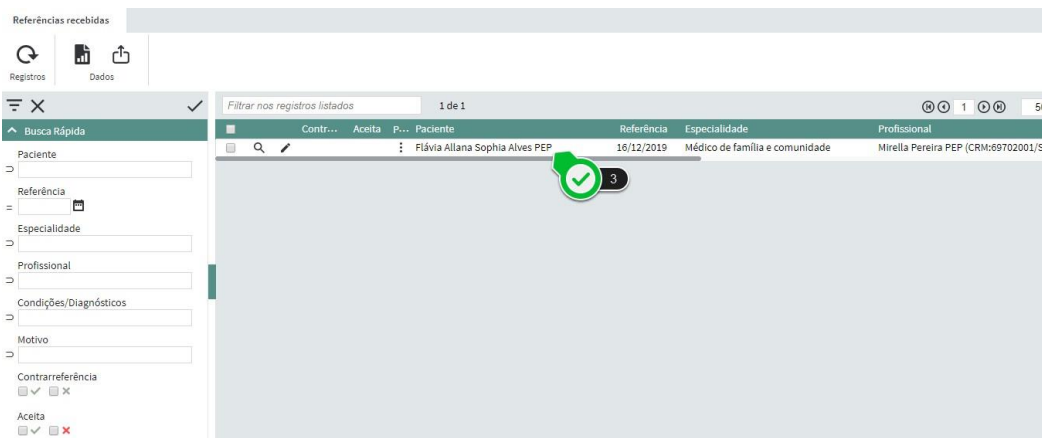 Referências recebidas
Registros Dados
Filtrar nos registros listados 1 de 1 1 50
Busca Rápida
Contr... Aceita P... Paciente Referência Especialidade Profissional
Flávia Allana Sophia Alves PEP 16/12/2019 Médico de família e comunidade Mirella Pereira PEP (CRM:69702001/S
3
Paciente
Referência
=
Especialidade
Profissional
Condições/Diagnósticos
Motivo
Contrarreferência
Aceita